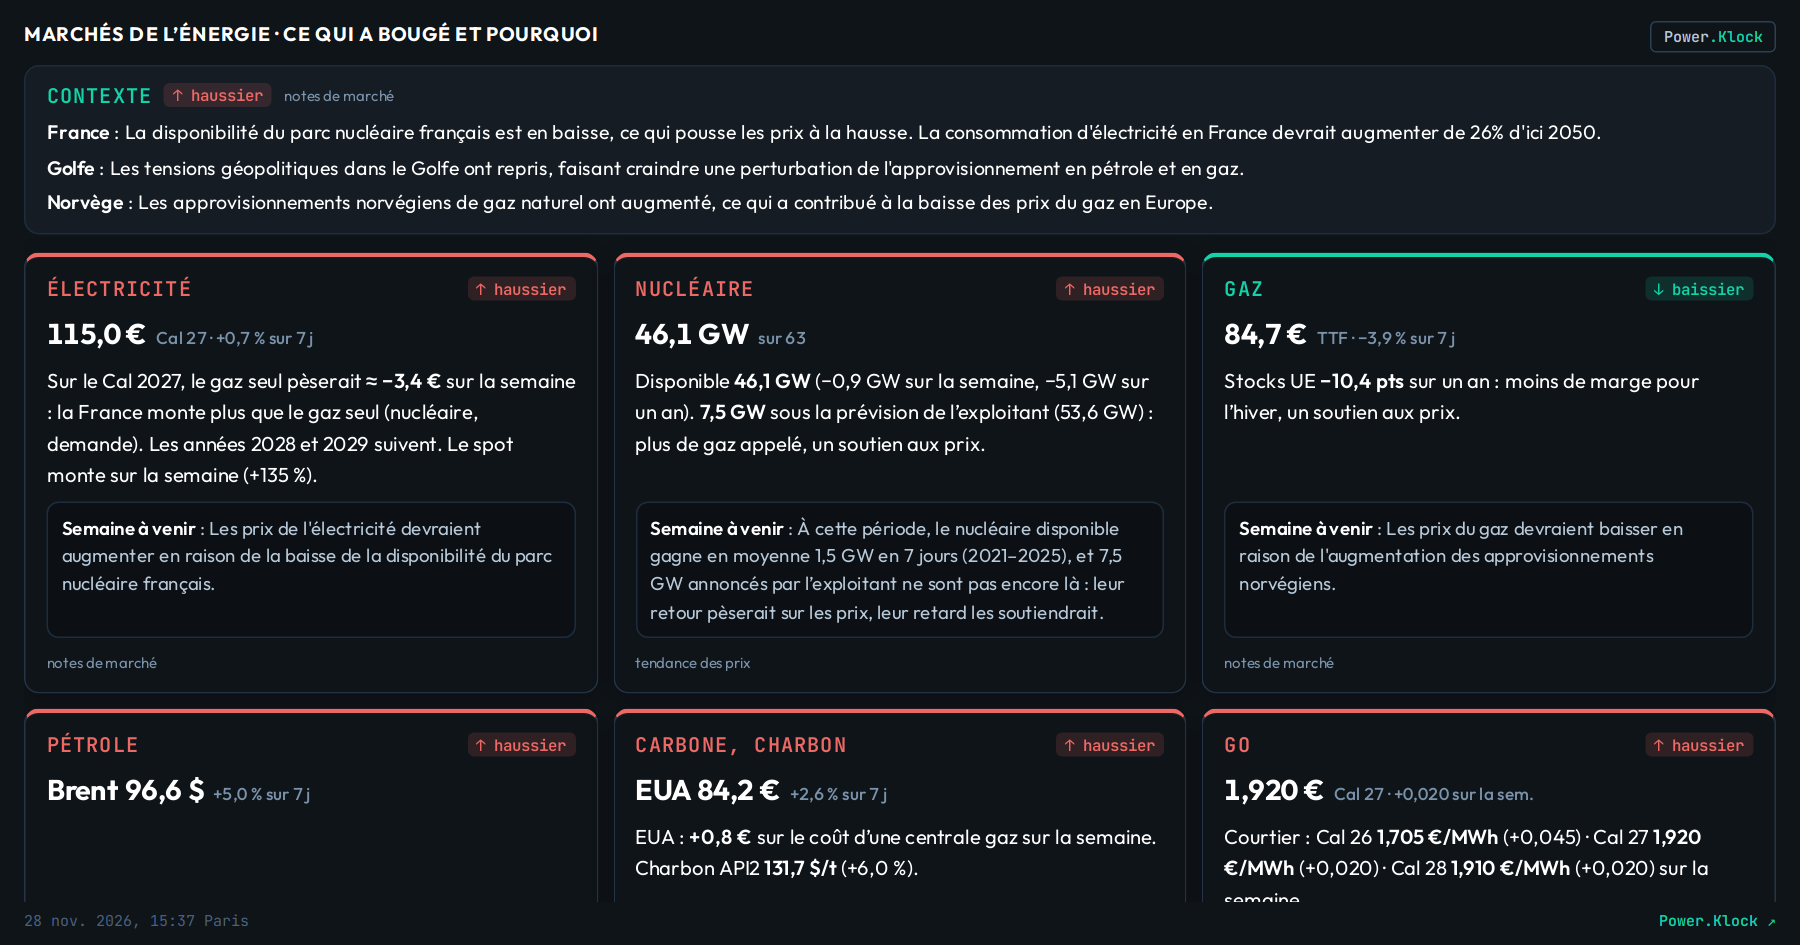 MARCHÉS DE L’ÉNERGIE · CE QUI A BOUGÉ ET POURQUOI
Power.Klock
CONTEXTE ↑ haussier notes de marché
France : La disponibilité du parc nucléaire français est en baisse, ce qui pousse les prix à la hausse. La consommation d'électricité en France devrait augmenter de 26% d'ici 2050.
Golfe : Les tensions géopolitiques dans le Golfe ont repris, faisant craindre une perturbation de l'approvisionnement en pétrole et en gaz.
Norvège : Les approvisionnements norvégiens de gaz naturel ont augmenté, ce qui a contribué à la baisse des prix du gaz en Europe.
ÉLECTRICITÉ ↑ haussier
115,0 € Cal 27 · +0,7 % sur 7 j
Sur le Cal 2027, le gaz seul pèserait ≈ −3,4 € sur la semaine
: la France monte plus que le gaz seul (nucléaire,
demande). Les années 2028 et 2029 suivent. Le spot
monte sur la semaine (+135 %).
Semaine à venir : Les prix de l'électricité devraient
augmenter en raison de la baisse de la disponibilité du parc
nucléaire français.
notes de marché
NUCLÉAIRE ↑ haussier
46,1 GW sur 63
Disponible 46,1 GW (−0,9 GW sur la semaine, −5,1 GW sur
un an). 7,5 GW sous la prévision de l’exploitant (53,6 GW) :
plus de gaz appelé, un soutien aux prix.
Semaine à venir : À cette période, le nucléaire disponible
gagne en moyenne 1,5 GW en 7 jours (2021–2025), et 7,5
GW annoncés par l’exploitant ne sont pas encore là : leur
retour pèserait sur les prix, leur retard les soutiendrait.
tendance des prix
GAZ ↓ baissier
84,7 € TTF · −3,9 % sur 7 j
Stocks UE −10,4 pts sur un an : moins de marge pour
l’hiver, un soutien aux prix.
Semaine à venir : Les prix du gaz devraient baisser en
raison de l'augmentation des approvisionnements
norvégiens.
notes de marché
PÉTROLE ↑ haussier
Brent 96,6 $ +5,0 % sur 7 j
CARBONE, CHARBON ↑ haussier
EUA 84,2 € +2,6 % sur 7 j
EUA : +0,8 € sur le coût d’une centrale gaz sur la semaine.
Charbon API2 131,7 $/t (+6,0 %).
GO ↑ haussier
1,920 € Cal 27 · +0,020 sur la sem.
Courtier : Cal 26 1,705 €/MWh (+0,045) · Cal 27 1,920
€/MWh (+0,020) · Cal 28 1,910 €/MWh (+0,020) sur la
semaine
28 nov. 2026, 15:37 Paris
Power.Klock ↗